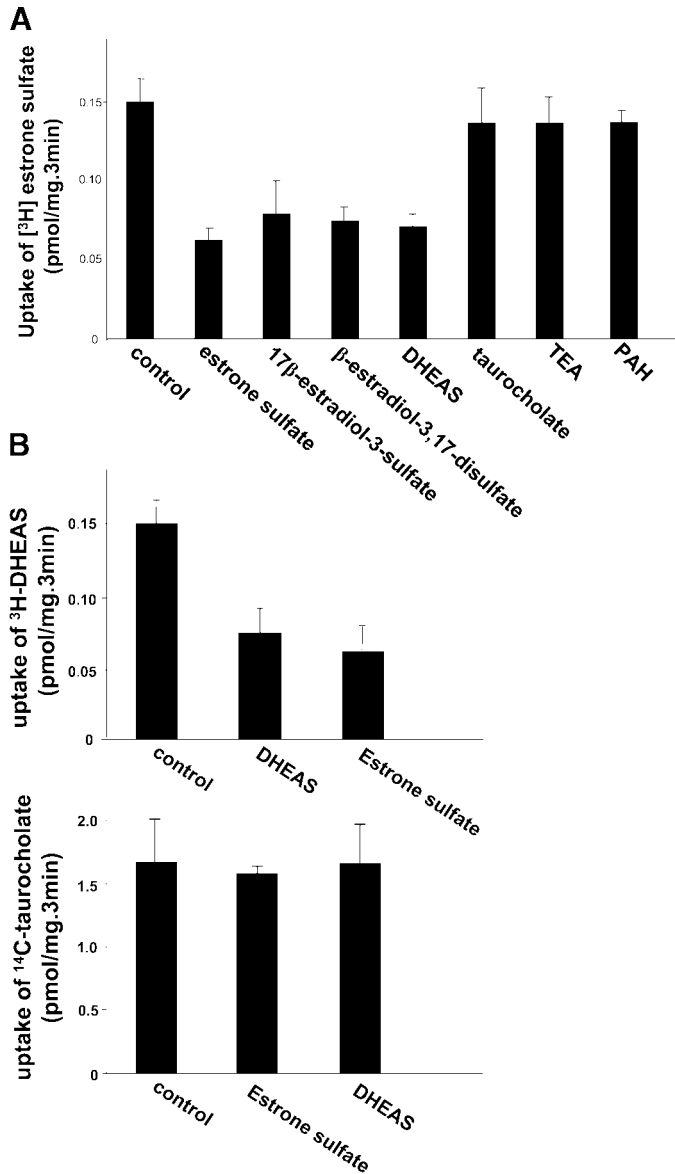 A
Uptake of [³H] estrone sulfate
(pmol/mg.3min)
0.15
0.10
0.05
0
control
estrone sulfate
17β-estradiol-3-sulfate
β-estradiol-3,17-disulfate
DHEAS
taurocholate
TEA
PAH
B
uptake of ³H-DHEAS
(pmol/mg.3min)
0.15
0.10
0.05
0
control
DHEAS
Estrone sulfate
uptake of ¹⁴C-taurocholate
(pmol/mg.3min)
2.0
1.5
1.0
0.5
0
control
Estrone sulfate
DHEAS